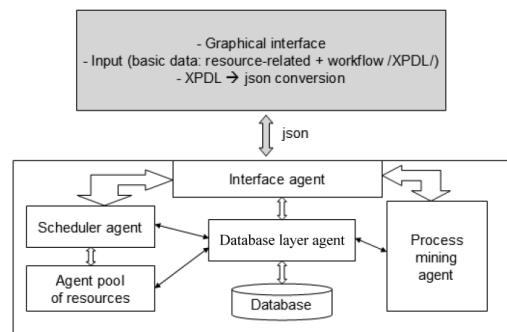 - Graphical interface
- Input (basic data: resource-related + workflow /XPDL/)
- XPDL → json conversion
json
Interface agent
Scheduler agent
Database layer agent
Process
mining
agent
Agent pool
of resources
Database